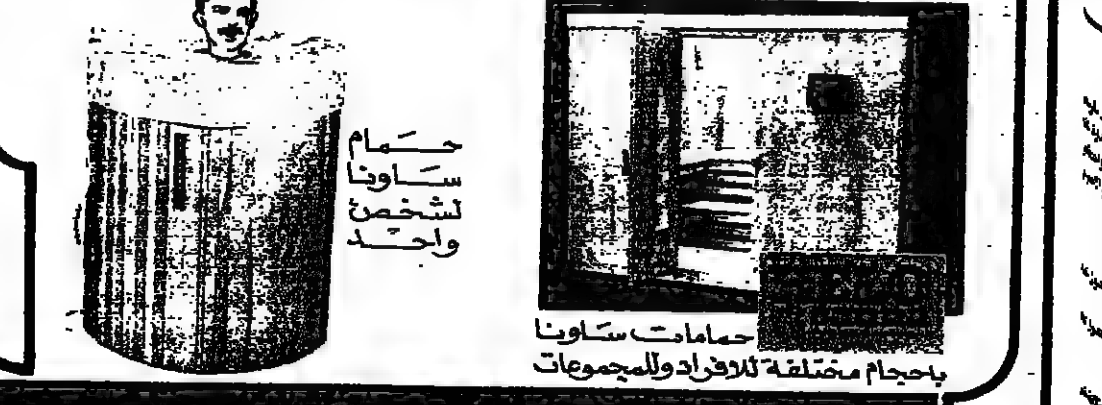 حمامات ساونا
باحجام مختلفة للافراد وللمجموعات
حمام
ساونا
لشخص
واحد